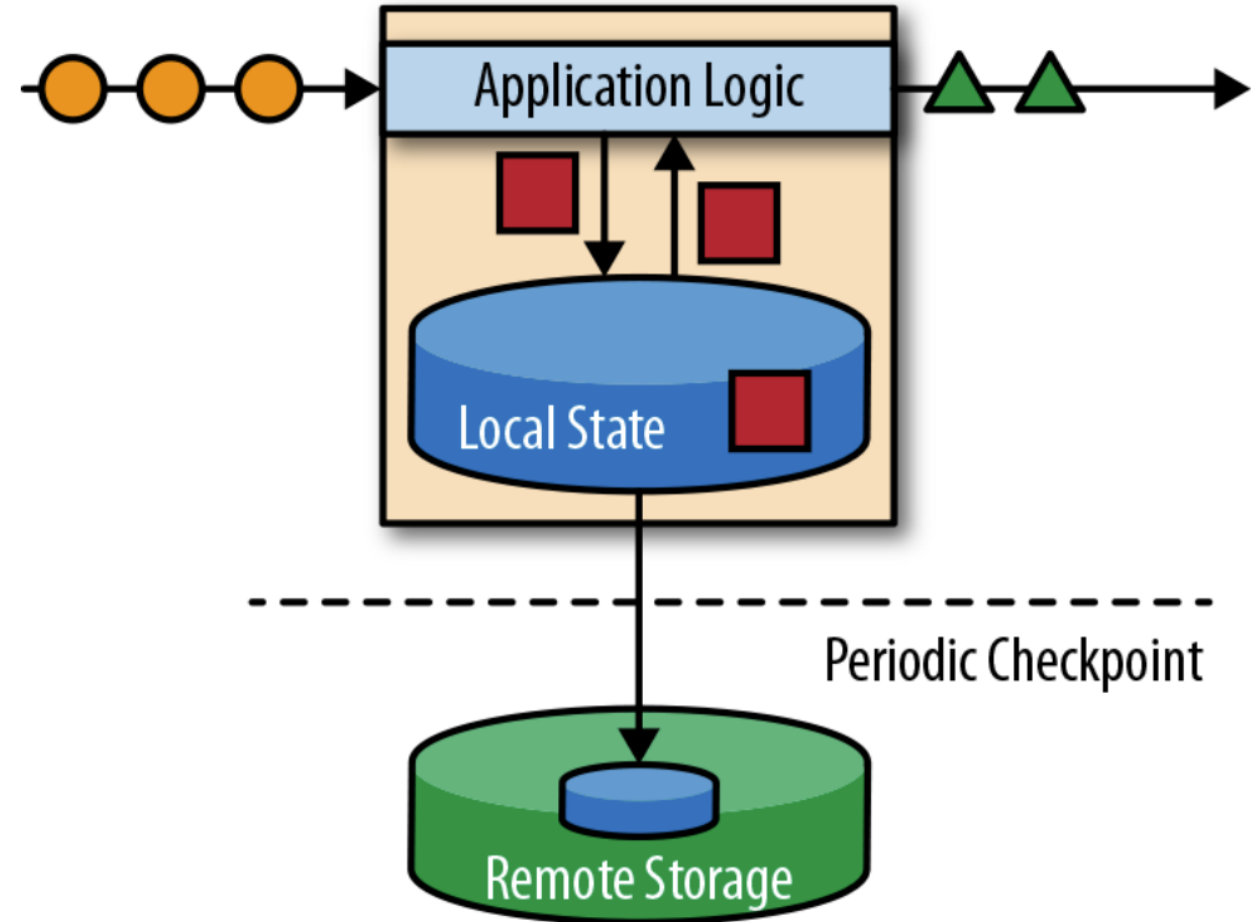 Application Logic
Local State
Periodic Checkpoint
Remote Storage